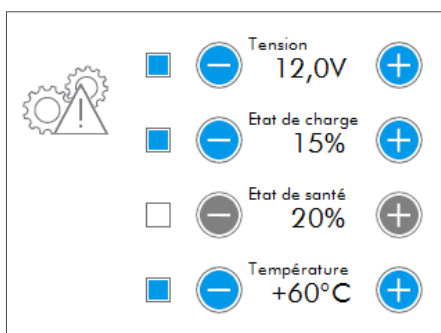 Tension
12,0V
Etat de charge
15%
Etat de santé
20%
Température
+60°C